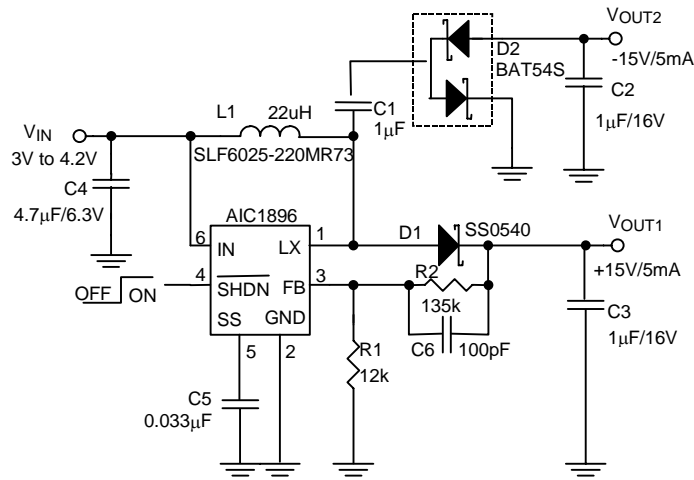 VOUT2
D2
BAT54S
-15V/5mA
C2
1µF/16V
C1
1µF
L1
22uH
SLF6025-220MR73
VIN
3V to 4.2V
C4
4.7µF/6.3V
AIC1896
6
IN
LX
1
D1
SS0540
VOUT1
+15V/5mA
4
SHDN
FB
3
OFF
ON
R2
135k
C6
100pF
C3
1µF/16V
SS
GND
5
2
R1
12k
C5
0.033µF